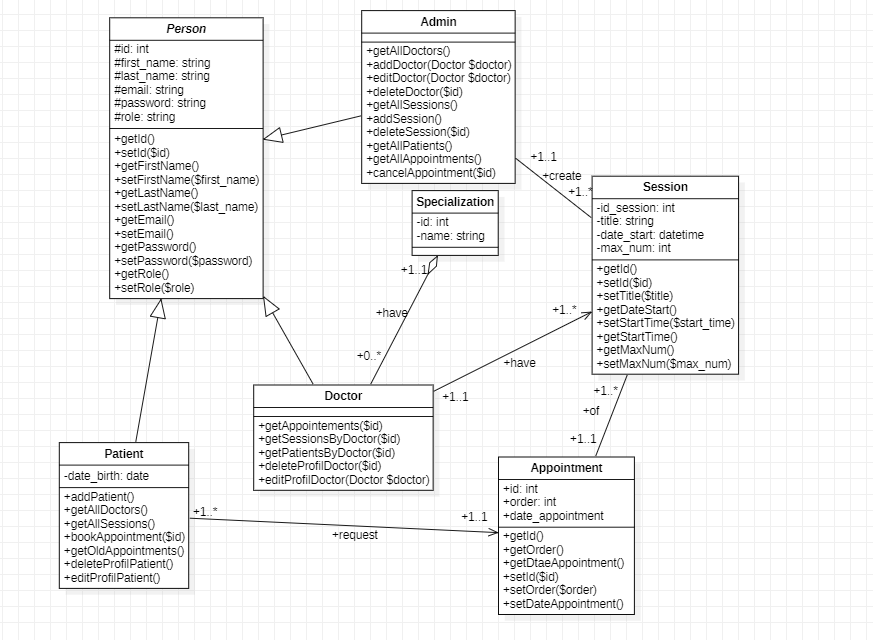 Person
#id: int
#first_name: string
#last_name: string
#email: string
#password: string
#role: string
+getId()
+setId($id)
+getFirstName()
+setFirstName($first_name)
+getLastName()
+setLastName($last_name)
+getEmail()
+setEmail()
+getPassword()
+setPassword($password)
+getRole()
+setRole($role)
Admin
+getAllDoctors()
+addDoctor(Doctor $doctor)
+editDoctor(Doctor $doctor)
+deleteDoctor($id)
+getAllSessions()
+addSession()
+deleteSession($id)
+getAllPatients()
+getAllAppointments()
+cancelAppointment($id)
+1..1
+create
+1..*
Specialization
-id: int
-name: string
+1..1
+have
+0..*
Session
-id_session: int
-title: string
-date_start: datetime
-max_num: int
+getId()
+setId($id)
+setTitle($title)
+getDateStart()
+setStartTime($start_time)
+getStartTime()
+getMaxNum()
+setMaxNum($max_num)
+1..*
+have
+1..1
Doctor
+getAppointements($id)
+getSessionsByDoctor($id)
+getPatientsByDoctor($id)
+deleteProfilDoctor($id)
+editProfilDoctor(Doctor $doctor)
+1..*
+of
+1..1
Patient
-date_birth: date
+addPatient()
+getAllDoctors()
+getAllSessions()
+bookAppointment($id)
+getOldAppointments()
+deleteProfilPatient()
+editProfilPatient()
+1..*
+request
+1..1
Appointment
+id: int
+order: int
+date_appointment
+getId()
+getOrder()
+getDtaeAppointment()
+setId($id)
+setOrder($order)
+setDateAppointment()